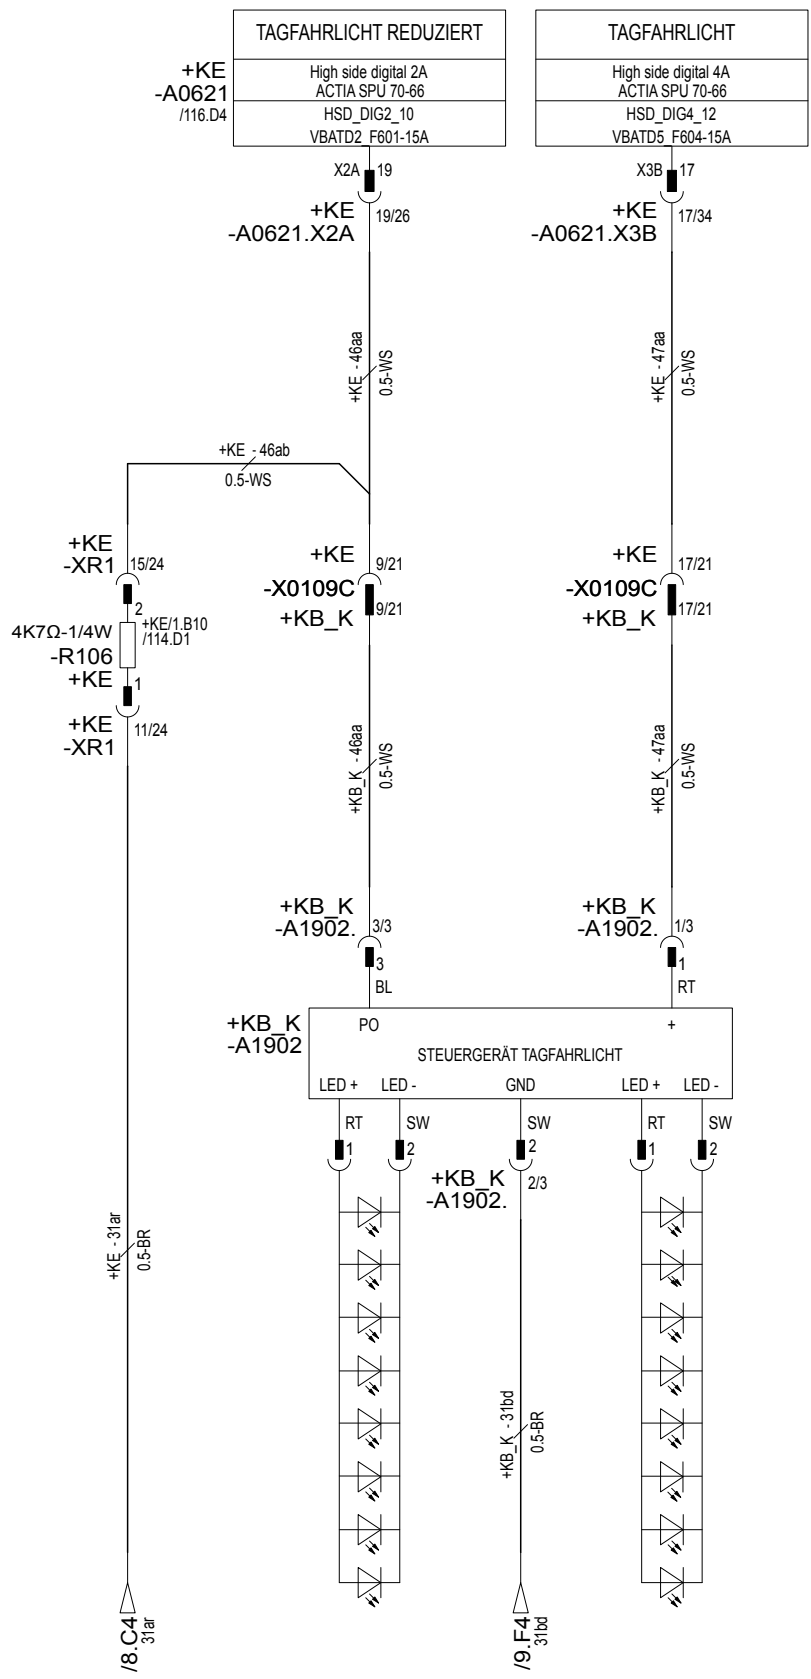 TAGFAHRLICHT REDUZIERT
TAGFAHRLICHT
+KE
-A0621
/116.D4
High side digital 2A
ACTIA SPU 70-66
HSD_DIG2_10
VBATD2_F601-15A
High side digital 4A
ACTIA SPU 70-66
HSD_DIG4_12
VBATD5_F604-15A
X2A 19
X3B 17
+KE
-A0621.X2A
19/26
+KE
-A0621.X3B
17/34
+KE - 46aa
0.5-WS
+KE - 47aa
0.5-WS
+KE - 46ab
0.5-WS
+KE
-XR1
15/24
2
4K7Ω-1/4W
-R106
+KE
+KE/1.B10
/114.D1
1
+KE
-XR1
11/24
+KE
-X0109C
+KB_K
9/21
9/21
+KE
-X0109C
+KB_K
17/21
17/21
+KB_K - 46aa
0.5-WS
+KB_K - 47aa
0.5-WS
+KB_K
-A1902.
3/3
3
BL
+KB_K
-A1902.
1/3
1
RT
+KB_K
-A1902
PO
+
STEUERGERÄT TAGFAHRLICHT
LED +
LED -
GND
LED +
LED -
RT
SW
SW
RT
SW
1
2
2
1
2
+KB_K
-A1902.
2/3
+KE - 31ar
0.5-BR
+KB_K - 31bd
0.5-BR
/8.C4
31ar
/9.F4
31bd